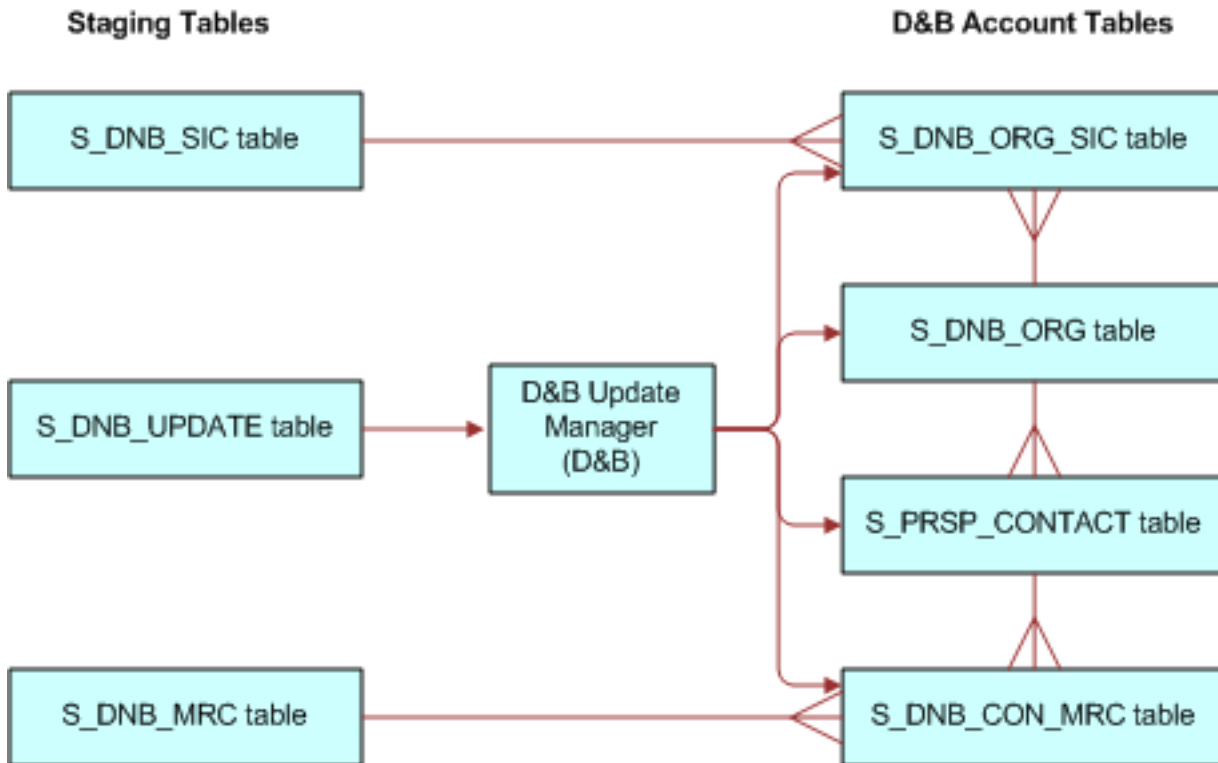 Staging Tables
D&B Account Tables
S_DNB_SIC table
S_DNB_ORG_SIC table
S_DNB_ORG table
S_DNB_UPDATE table
D&B Update
Manager
(D&B)
S_PRSP_CONTACT table
S_DNB_MRC table
S_DNB_CON_MRC table